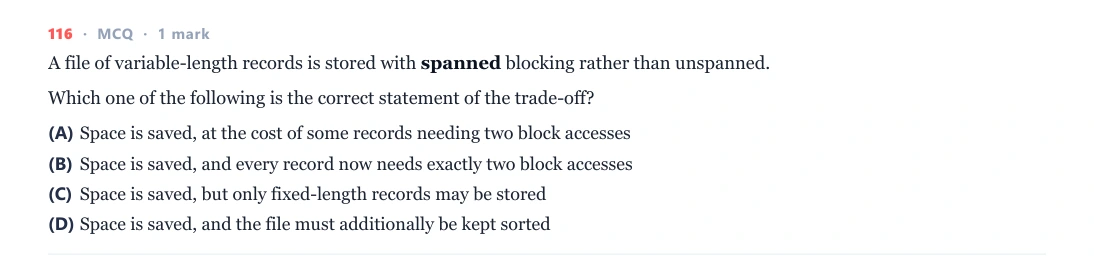 116 · MCQ · 1 mark
A file of variable-length records is stored with spanned blocking rather than unspanned.
Which one of the following is the correct statement of the trade-off?
(A) Space is saved, at the cost of some records needing two block accesses
(B) Space is saved, and every record now needs exactly two block accesses
(C) Space is saved, but only fixed-length records may be stored
(D) Space is saved, and the file must additionally be kept sorted